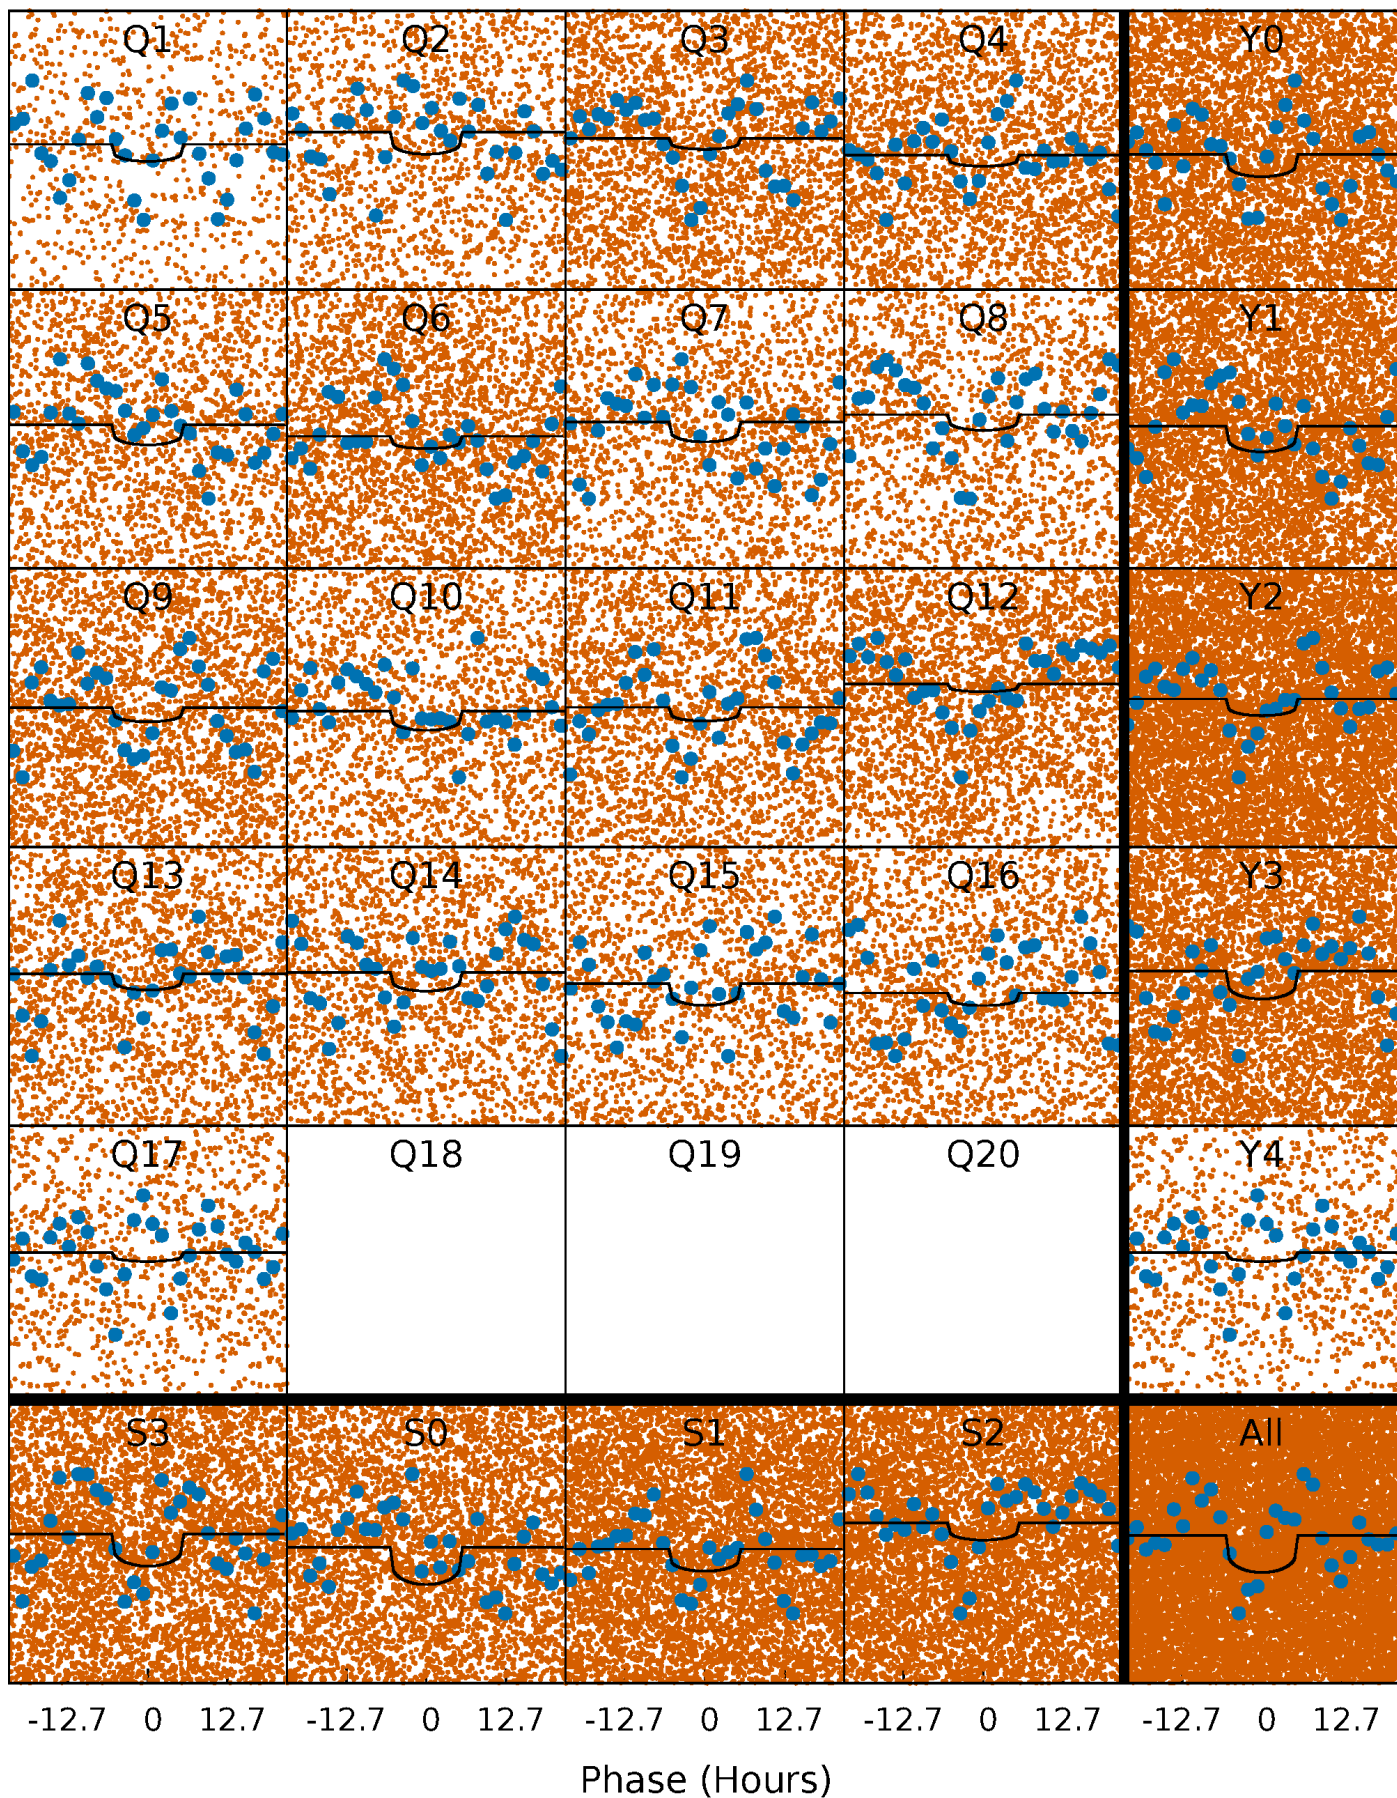 Q1 Q2 Q3 Q4 Y0
Q5 Q6 Q7 Q8 Y1
Q9 Q10 Q11 Q12 Y2
Q13 Q14 Q15 Q16 Y3
Q17 Q18 Q19 Q20 Y4
S3 S0 S1 S2 All
-12.7 0 12.7 -12.7 0 12.7 -12.7 0 12.7 -12.7 0 12.7 -12.7 0 12.7
Phase (Hours)